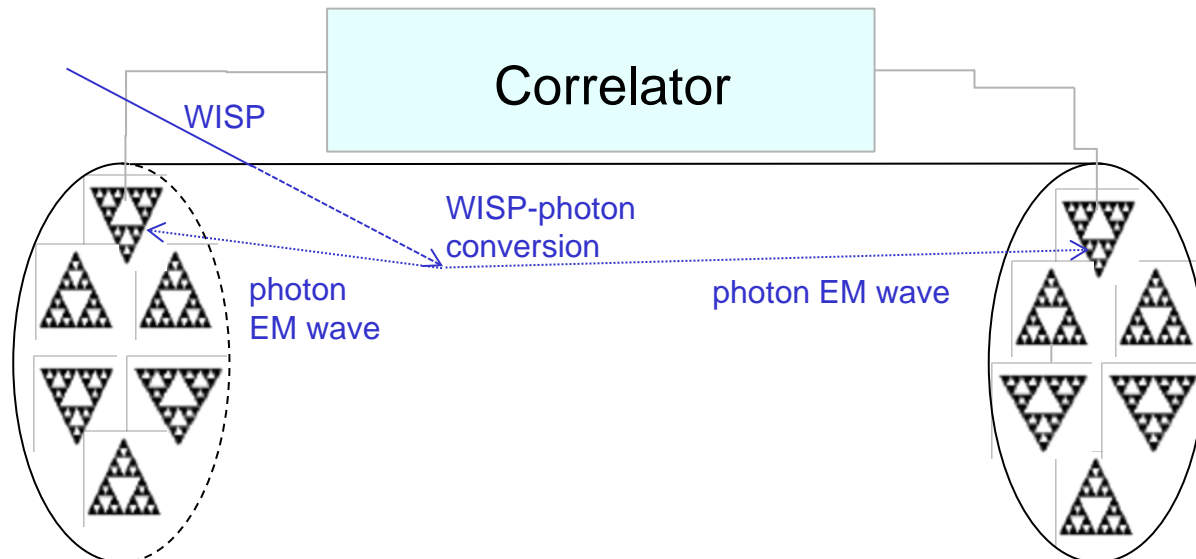 Correlator
WISP
WISP-photon
conversion
photon
EM wave
photon EM wave